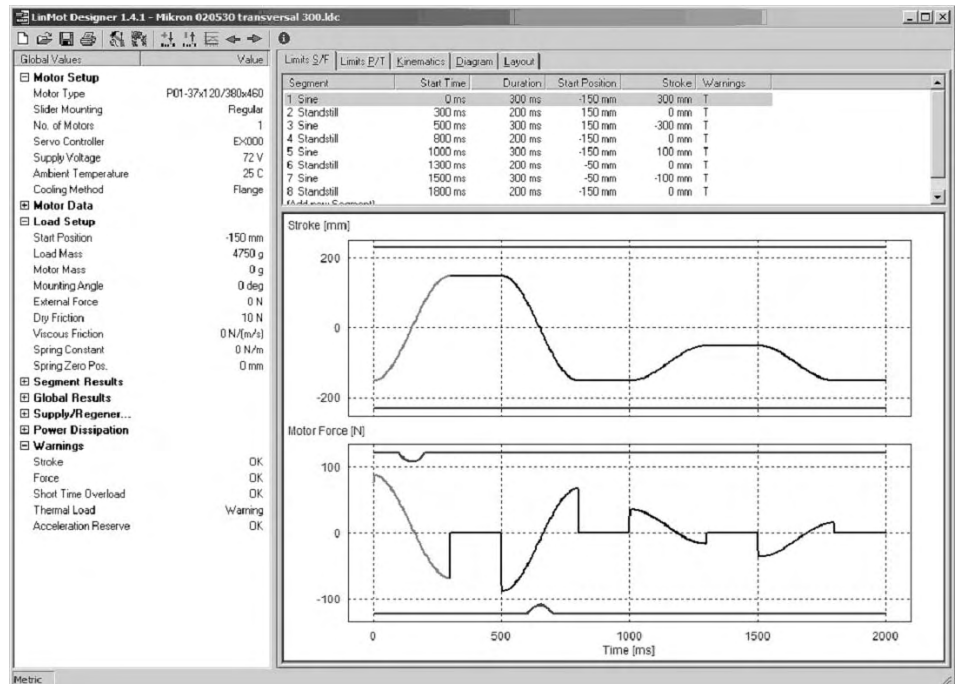 LinMot Designer 1.4.1 - Mikron 020530 transversal 300.ldc
Global Values Value
Motor Setup
Motor Type P01-37x120/380x460
Slider Mounting Regular
No. of Motors 1
Servo Controller EX000
Supply Voltage 72 V
Ambient Temperature 25 C
Cooling Method Flange
Motor Data
Load Setup
Start Position -150 mm
Load Mass 4750 g
Motor Mass 0 g
Mounting Angle 0 deg
External Force 0 N
Dry Friction 10 N
Viscous Friction 0 N/(m/s)
Spring Constant 0 N/m
Spring Zero Pos. 0 mm
Segment Results
Global Results
Supply/Regener...
Power Dissipation
Warnings
Stroke OK
Force OK
Short Time Overload OK
Thermal Load Warning
Acceleration Reserve OK
Limits S/F Limits P/T Kinematics Diagram Layout
Segment Start Time Duration Start Position Stroke Warnings
1 Sine 0 ms 300 ms -150 mm 300 mm T
2 Standstill 300 ms 200 ms 150 mm 0 mm T
3 Sine 500 ms 300 ms 150 mm -300 mm T
4 Standstill 800 ms 200 ms -150 mm 0 mm T
5 Sine 1000 ms 300 ms -150 mm 100 mm T
6 Standstill 1300 ms 200 ms -50 mm 0 mm T
7 Sine 1500 ms 300 ms -50 mm -100 mm T
8 Standstill 1800 ms 200 ms -150 mm 0 mm T
(Add new Segment)
Stroke [mm]
200
0
-200
Motor Force [N]
100
0
-100
0 500 1000 1500 2000
Time [ms]
Metric